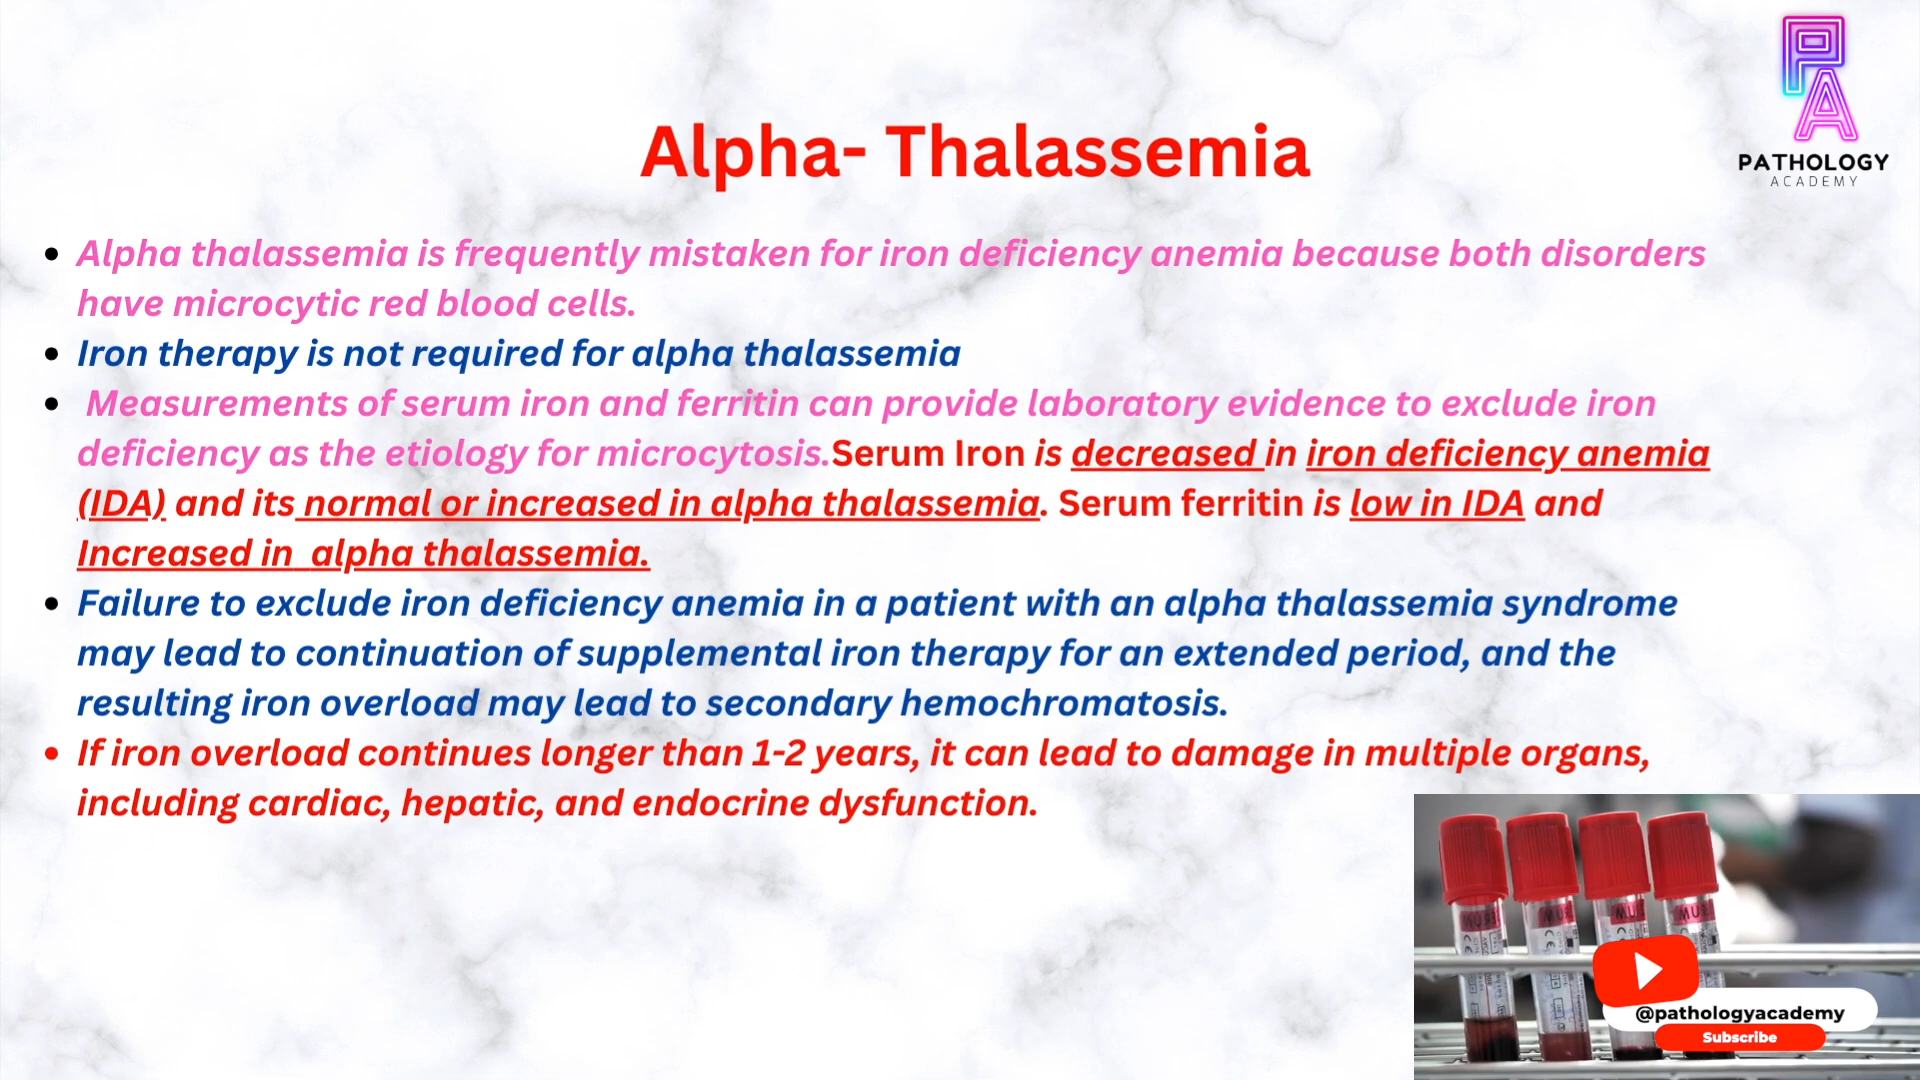 PA
PATHOLOGY
ACADEMY
Alpha- Thalassemia
• Alpha thalassemia is frequently mistaken for iron deficiency anemia because both disorders
have microcytic red blood cells.
• Iron therapy is not required for alpha thalassemia
• Measurements of serum iron and ferritin can provide laboratory evidence to exclude iron
deficiency as the etiology for microcytosis.Serum Iron is decreased in iron deficiency anemia
(IDA) and its normal or increased in alpha thalassemia. Serum ferritin is low in IDA and
Increased in alpha thalassemia.
• Failure to exclude iron deficiency anemia in a patient with an alpha thalassemia syndrome
may lead to continuation of supplemental iron therapy for an extended period, and the
resulting iron overload may lead to secondary hemochromatosis.
• If iron overload continues longer than 1-2 years, it can lead to damage in multiple organs,
including cardiac, hepatic, and endocrine dysfunction.
@pathologyacademy
Subscribe